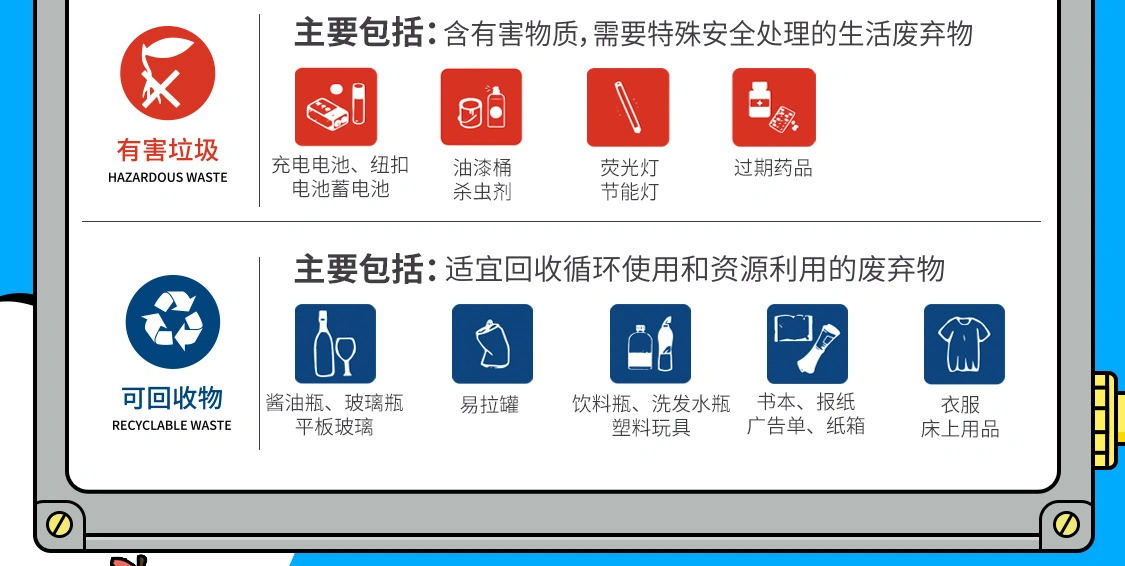 主要包括：含有害物质，需要特殊安全处理的生活废弃物
有害垃圾
HAZARDOUS WASTE
充电电池、纽扣
电池蓄电池
油漆桶
杀虫剂
荧光灯
节能灯
过期药品
主要包括：适宜回收循环使用和资源利用的废弃物
可回收物
RECYCLABLE WASTE
酱油瓶、玻璃瓶
平板玻璃
易拉罐
饮料瓶、洗发水瓶
塑料玩具
书本、报纸
广告单、纸箱
衣服
床上用品